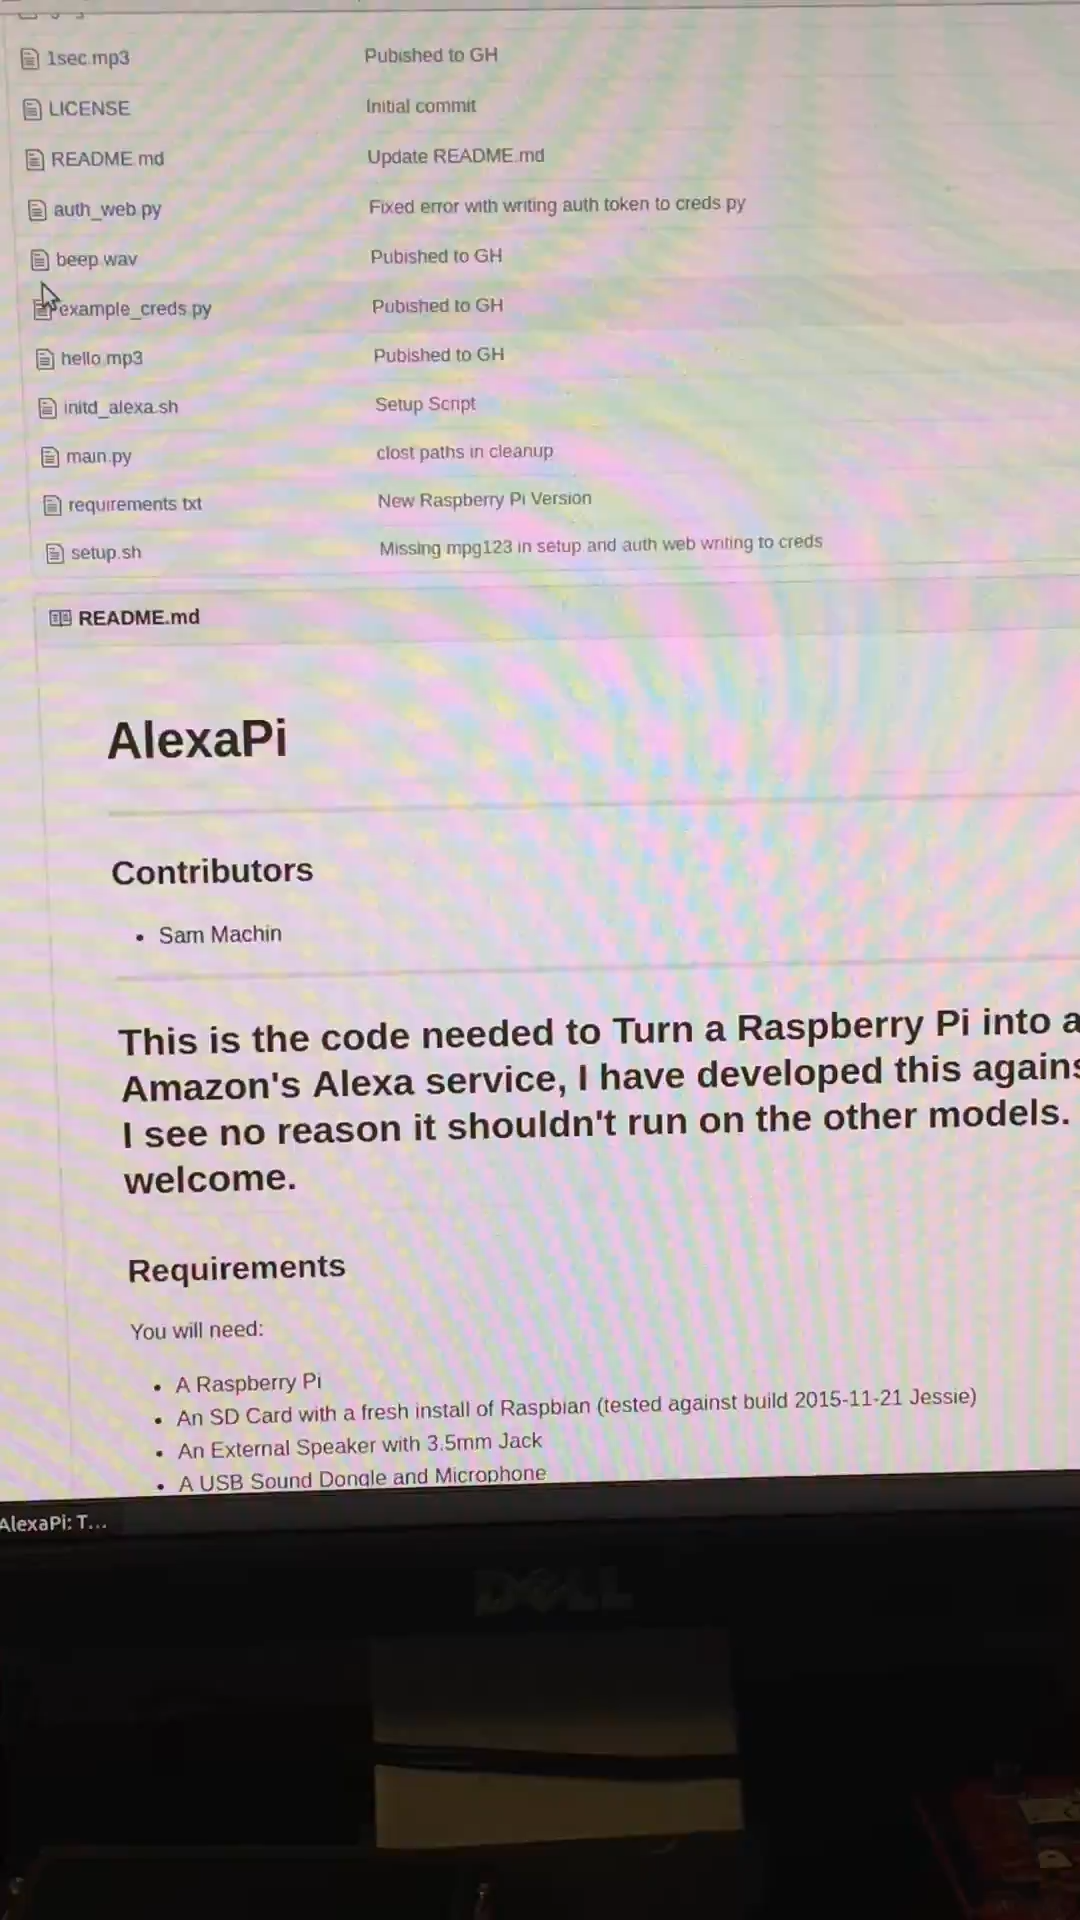 1sec.mp3 Pubished to GH
LICENSE Initial commit
README.md Update README.md
auth_web.py Fixed error with writing auth token to creds py
beep.wav Pubished to GH
example_creds.py Pubished to GH
hello.mp3 Pubished to GH
initd_alexa.sh Setup Script
main.py clost paths in cleanup
requirements.txt New Raspberry Pi Version
setup.sh Missing mpg123 in setup and auth web writing to creds
README.md
AlexaPi
Contributors
• Sam Machin
This is the code needed to Turn a Raspberry Pi into a
Amazon's Alexa service, I have developed this agains
I see no reason it shouldn't run on the other models.
welcome.
Requirements
You will need:
• A Raspberry Pi
• An SD Card with a fresh install of Raspbian (tested against build 2015-11-21 Jessie)
• An External Speaker with 3.5mm Jack
• A USB Sound Dongle and Microphone
AlexaPi: T...
DELL